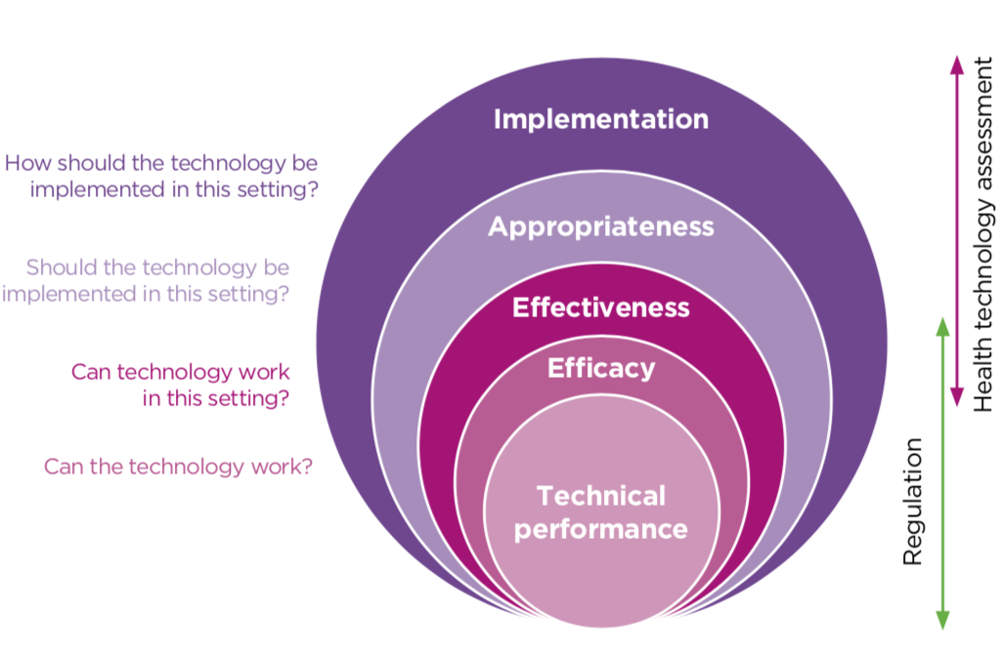 Implementation
How should the technology be
implemented in this setting?
Appropriateness
Should the technology be
implemented in this setting?
Effectiveness
Can technology work
in this setting?
Efficacy
Can the technology work?
Technical
performance
Health technology assessment
Regulation